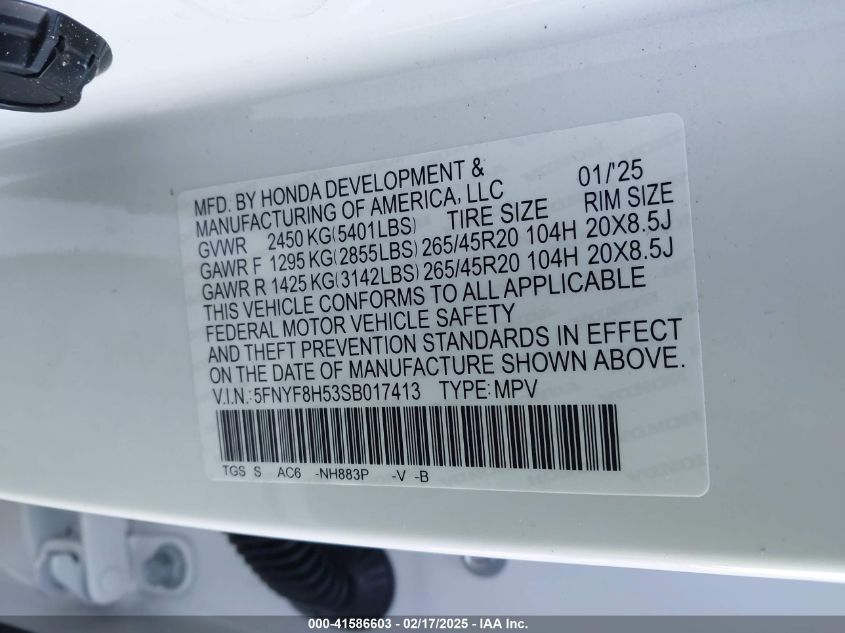 MFD. BY HONDA DEVELOPMENT & 01/'25
MANUFACTURING OF AMERICA, LLC
GVWR 2450 KG(5401LBS) TIRE SIZE RIM SIZE
GAWR F 1295 KG(2855LBS) 265/45R20 104H 20X8.5J
GAWR R 1425 KG(3142LBS) 265/45R20 104H 20X8.5J
THIS VEHICLE CONFORMS TO ALL APPLICABLE
FEDERAL MOTOR VEHICLE SAFETY
AND THEFT PREVENTION STANDARDS IN EFFECT
ON THE DATE OF MANUFACTURE SHOWN ABOVE.
V.I.N.:5FNYF8H53SB017413 TYPE:MPV
TGS S AC6 -NH883P -V -B
000-41586603 / 02/17/2025 - IAA Inc.